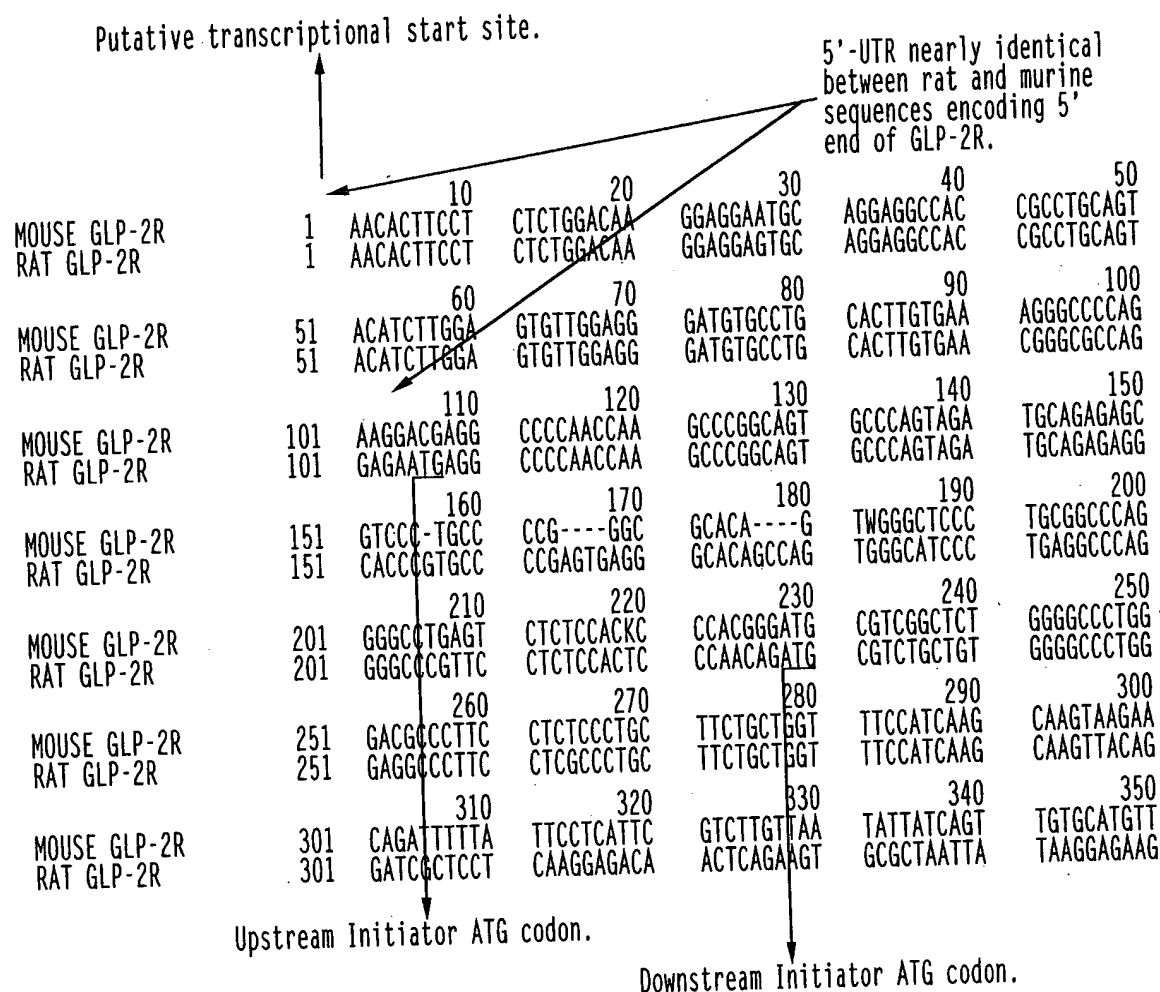 Putative transcriptional start site.
5'-UTR nearly identical
between rat and murine
sequences encoding 5'
end of GLP-2R.
10 20 30 40 50
MOUSE GLP-2R 1 AACACTTCCT CTCTGGACAA GGAGGAATGC AGGAGGCCAC CGCCTGCAGT
RAT GLP-2R 1 AACACTTCCT CTCTGGACAA GGAGGAGTGC AGGAGGCCAC CGCCTGCAGT
60 70 80 90 100
MOUSE GLP-2R 51 ACATCTTGGA GTGTTGGAGG GATGTGCCTG CACTTGTGAA AGGGCCCCAG
RAT GLP-2R 51 ACATCTTGGA GTGTTGGAGG GATGTGCCTG CACTTGTGAA CGGGCGCCAG
110 120 130 140 150
MOUSE GLP-2R 101 AAGGACGAGG CCCCAACCAA GCCCGGCAGT GCCCAGTAGA TGCAGAGAGC
RAT GLP-2R 101 GAGAATGAGG CCCCAACCAA GCCCGGCAGT GCCCAGTAGA TGCAGAGAGG
160 170 180 190 200
MOUSE GLP-2R 151 GTCCC-TGCC CCG----GGC GCACA----G TWGGGCTCCC TGCGGCCCAG
RAT GLP-2R 151 CACCCGTGCC CCGAGTGAGG GCACAGCCAG TGGGCATCCC TGAGGCCCAG
210 220 230 240 250
MOUSE GLP-2R 201 GGGCCTGAGT CTCTCCACKC CCACGGGATG CGTCGGCTCT GGGGCCCTGG
RAT GLP-2R 201 GGGCCCGTTC CTCTCCACTC CCAACAGATG CGTCTGCTGT GGGGCCCTGG
260 270 280 290 300
MOUSE GLP-2R 251 GACGCCCTTC CTCTCCCTGC TTCTGCTGGT TTCCATCAAG CAAGTAAGAA
RAT GLP-2R 251 GAGGCCCTTC CTCGCCCTGC TTCTGCTGGT TTCCATCAAG CAAGTTACAG
310 320 330 340 350
MOUSE GLP-2R 301 CAGATTTTTA TTCCTCATTC GTCTTGTTAA TATTATCAGT TGTGCATGTT
RAT GLP-2R 301 GATCGCTCCT CAAGGAGACA ACTCAGAAGT GCGCTAATTA TAAGGAGAAG
Upstream Initiator ATG codon.
Downstream Initiator ATG codon.